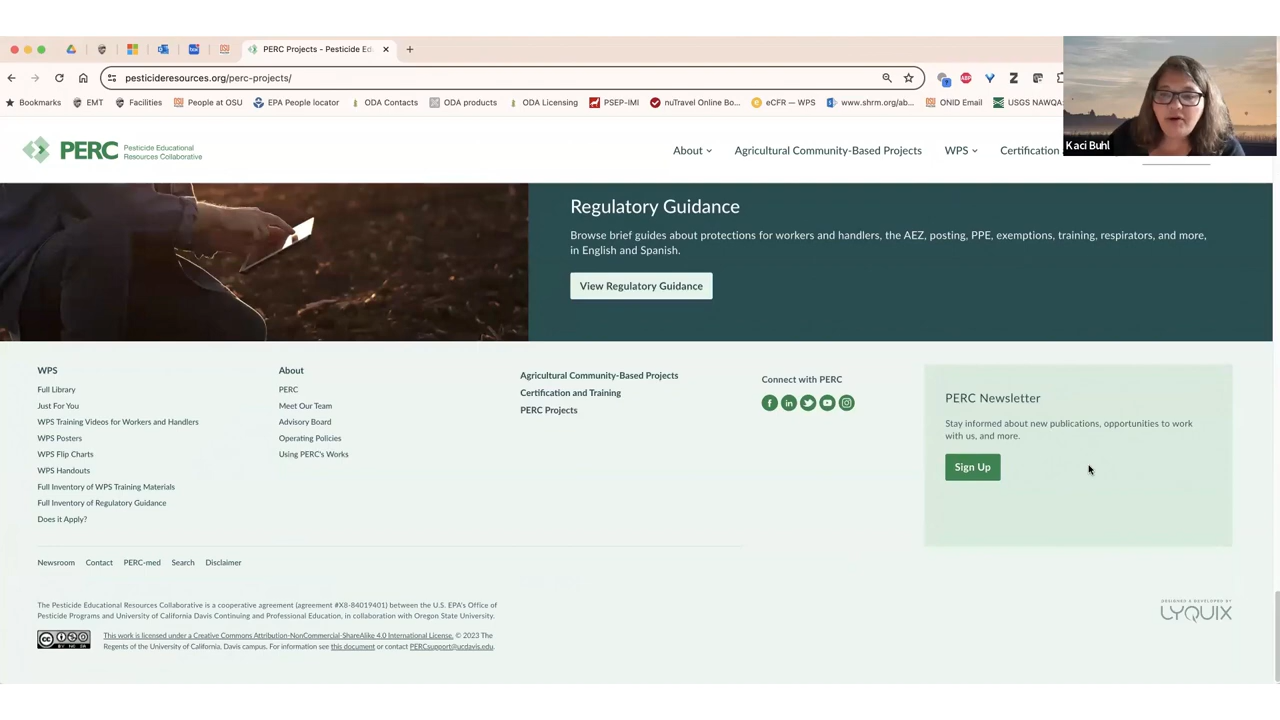 PERC Projects - Pesticide Ed
pesticideresources.org/perc-projects/
Bookmarks EMT Facilities People at OSU EPA People locator ODA Contacts ODA products ODA Licensing PSEP-IMI nuTravel Online Bo... eCFR — WPS www.shrm.org/ab... ONID Email USGS NAWQA
Kaci Buhl
PERC Pesticide Educational
Resources Collaborative
About Agricultural Community-Based Projects WPS Certification
Regulatory Guidance
Browse brief guides about protections for workers and handlers, the AEZ, posting, PPE, exemptions, training, respirators, and more,
in English and Spanish.
View Regulatory Guidance
WPS
Full Library
Just For You
WPS Training Videos for Workers and Handlers
WPS Posters
WPS Flip Charts
WPS Handouts
Full Inventory of WPS Training Materials
Full Inventory of Regulatory Guidance
Does it Apply?
About
PERC
Meet Our Team
Advisory Board
Operating Policies
Using PERC's Works
Agricultural Community-Based Projects
Certification and Training
PERC Projects
Connect with PERC
PERC Newsletter
Stay informed about new publications, opportunities to work
with us, and more.
Sign Up
Newsroom Contact PERC-med Search Disclaimer
The Pesticide Educational Resources Collaborative is a cooperative agreement (agreement #X8-84019401) between the U.S. EPA's Office of
Pesticide Programs and University of California Davis Continuing and Professional Education, in collaboration with Oregon State University.
This work is licensed under a Creative Commons Attribution-NonCommercial-ShareAlike 4.0 International License. © 2023 The
Regents of the University of California, Davis campus. For information see this document or contact PERCsupport@ucdavis.edu.
DESIGNED & DEVELOPED BY
LYQUIX